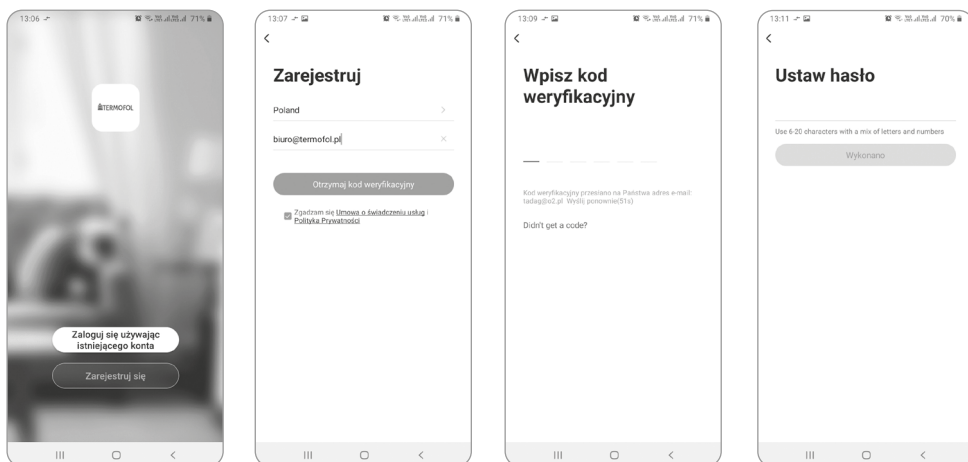 13:06
71%
TERMOFOL
Zaloguj się używając
istniejącego konta
Zarejestruj się
13:07
71%
Zarejestruj
Poland
biuro@termofol.pl
Otrzymaj kod weryfikacyjny
Zgadzam się Umowa o świadczeniu usług i
Polityka Prywatności
13:09
71%
Wpisz kod
weryfikacyjny
Kod weryfikacyjny przesłano na Państwa adres e-mail:
tadag@o2.pl Wyślij ponownie(51s)
Didn't get a code?
13:11
70%
Ustaw hasło
Use 6-20 characters with a mix of letters and numbers
Wykonano